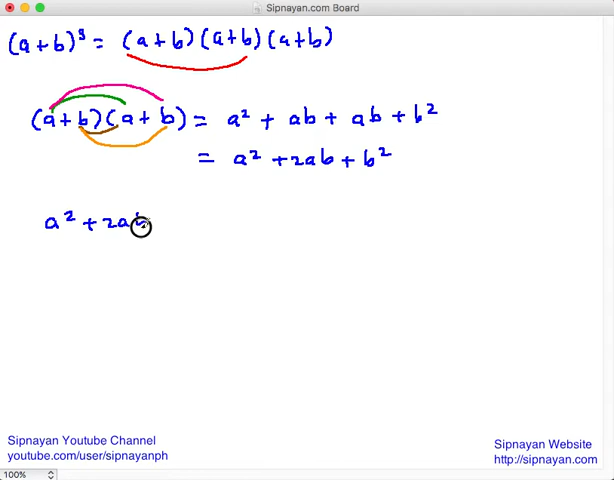 Sipnayan.com Board
(a+b)³ = (a+b)(a+b)(a+b)
(a+b)(a+b) = a² + ab + ab + b²
= a² + 2ab + b²
a² + 2ab
Sipnayan Youtube Channel
youtube.com/user/sipnayanph
Sipnayan Website
http://sipnayan.com
100%